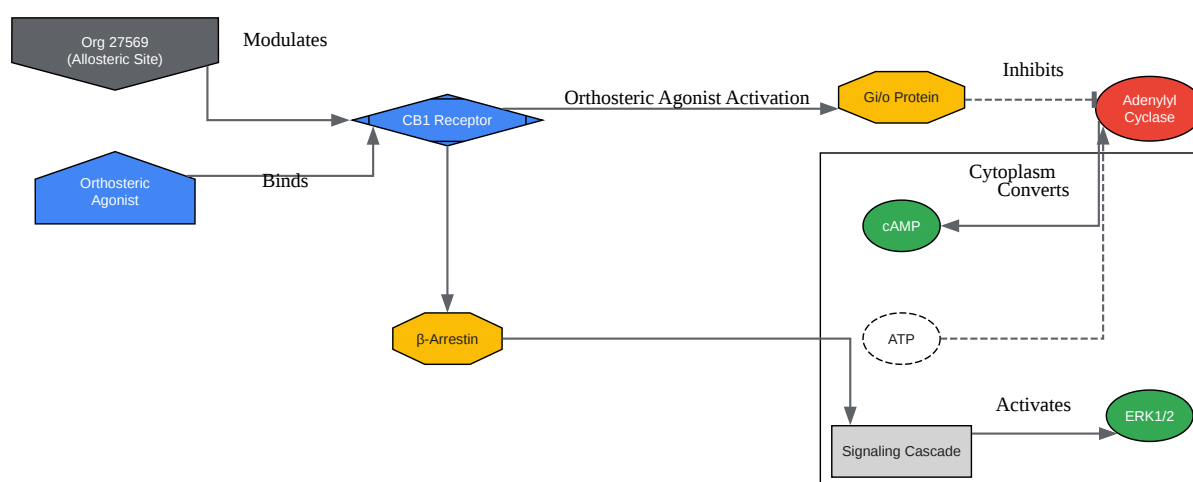 Org 27569
(Allosteric Site)
Modulates
Orthosteric
Agonist
Binds
CB1 Receptor
Orthosteric Agonist Activation
Gi/o Protein
Inhibits
Adenylyl
Cyclase
Cytoplasm
Converts
cAMP
ATP
β-Arrestin
Signaling Cascade
Activates
ERK1/2